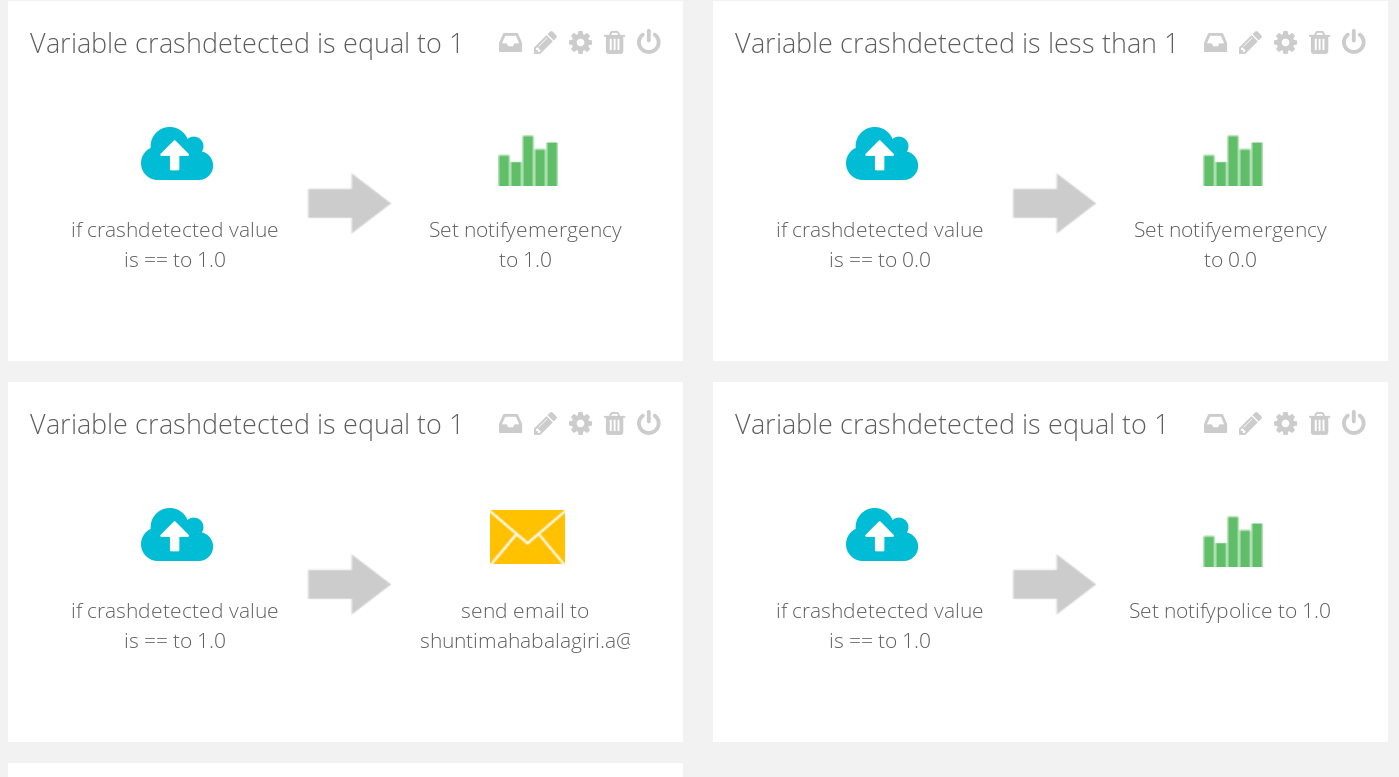 Variable crashdetected is equal to 1
if crashdetected value
is == to 1.0
Set notifyemergency
to 1.0
Variable crashdetected is less than 1
if crashdetected value
is == to 0.0
Set notifyemergency
to 0.0
Variable crashdetected is equal to 1
if crashdetected value
is == to 1.0
send email to
shuntimahabalagiri.a@
Variable crashdetected is equal to 1
if crashdetected value
is == to 1.0
Set notifypolice to 1.0